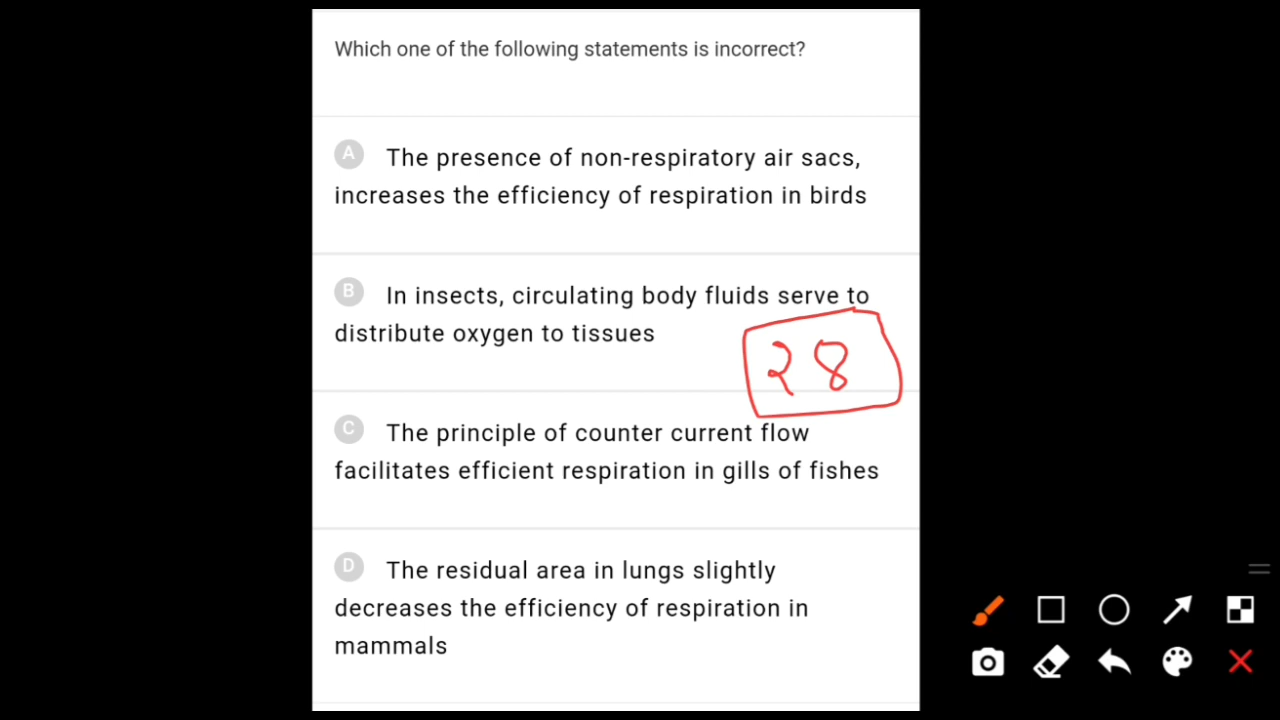 Which one of the following statements is incorrect?
A The presence of non-respiratory air sacs,
increases the efficiency of respiration in birds
B In insects, circulating body fluids serve to
distribute oxygen to tissues
28
C The principle of counter current flow
facilitates efficient respiration in gills of fishes
D The residual area in lungs slightly
decreases the efficiency of respiration in
mammals